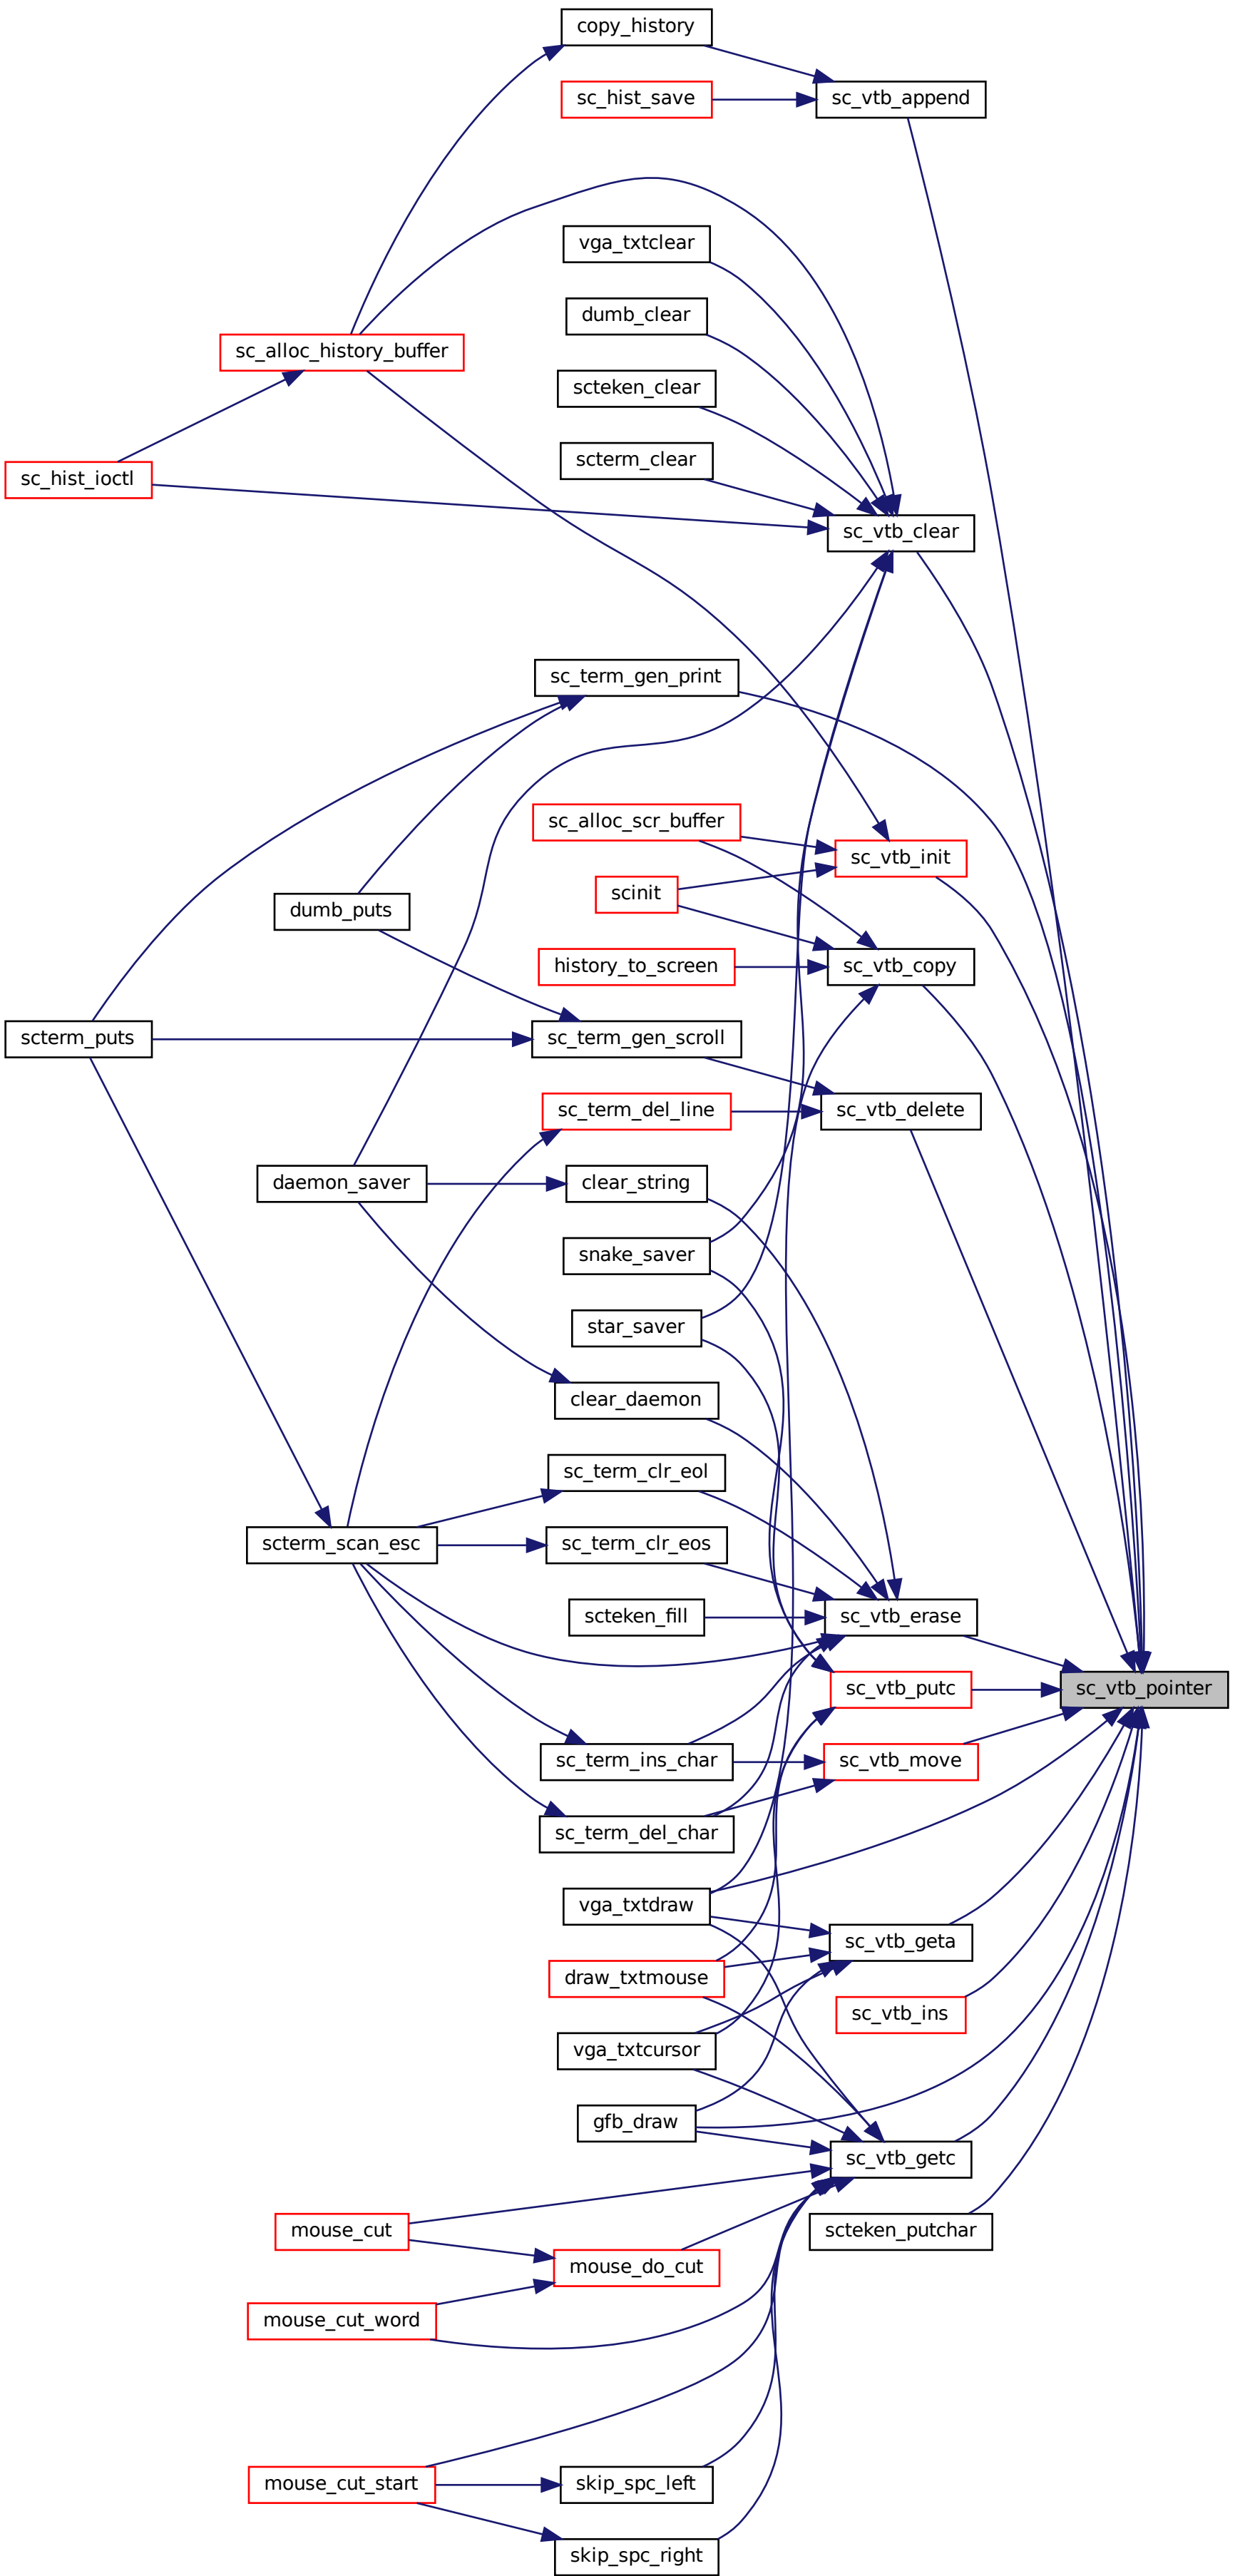 copy_history
sc_hist_save
sc_vtb_append
vga_txtclear
dumb_clear
sc_alloc_history_buffer
scteken_clear
scterm_clear
sc_hist_ioctl
sc_vtb_clear
sc_term_gen_print
sc_alloc_scr_buffer
sc_vtb_init
scinit
dumb_puts
history_to_screen
sc_vtb_copy
scterm_puts
sc_term_gen_scroll
sc_term_del_line
sc_vtb_delete
daemon_saver
clear_string
snake_saver
star_saver
clear_daemon
sc_term_clr_eol
scterm_scan_esc
sc_term_clr_eos
scteken_fill
sc_vtb_erase
sc_vtb_putc
sc_vtb_pointer
sc_term_ins_char
sc_vtb_move
sc_term_del_char
vga_txtdraw
sc_vtb_geta
draw_txtmouse
sc_vtb_ins
vga_txtcursor
gfb_draw
sc_vtb_getc
mouse_cut
scteken_putchar
mouse_do_cut
mouse_cut_word
mouse_cut_start
skip_spc_left
skip_spc_right